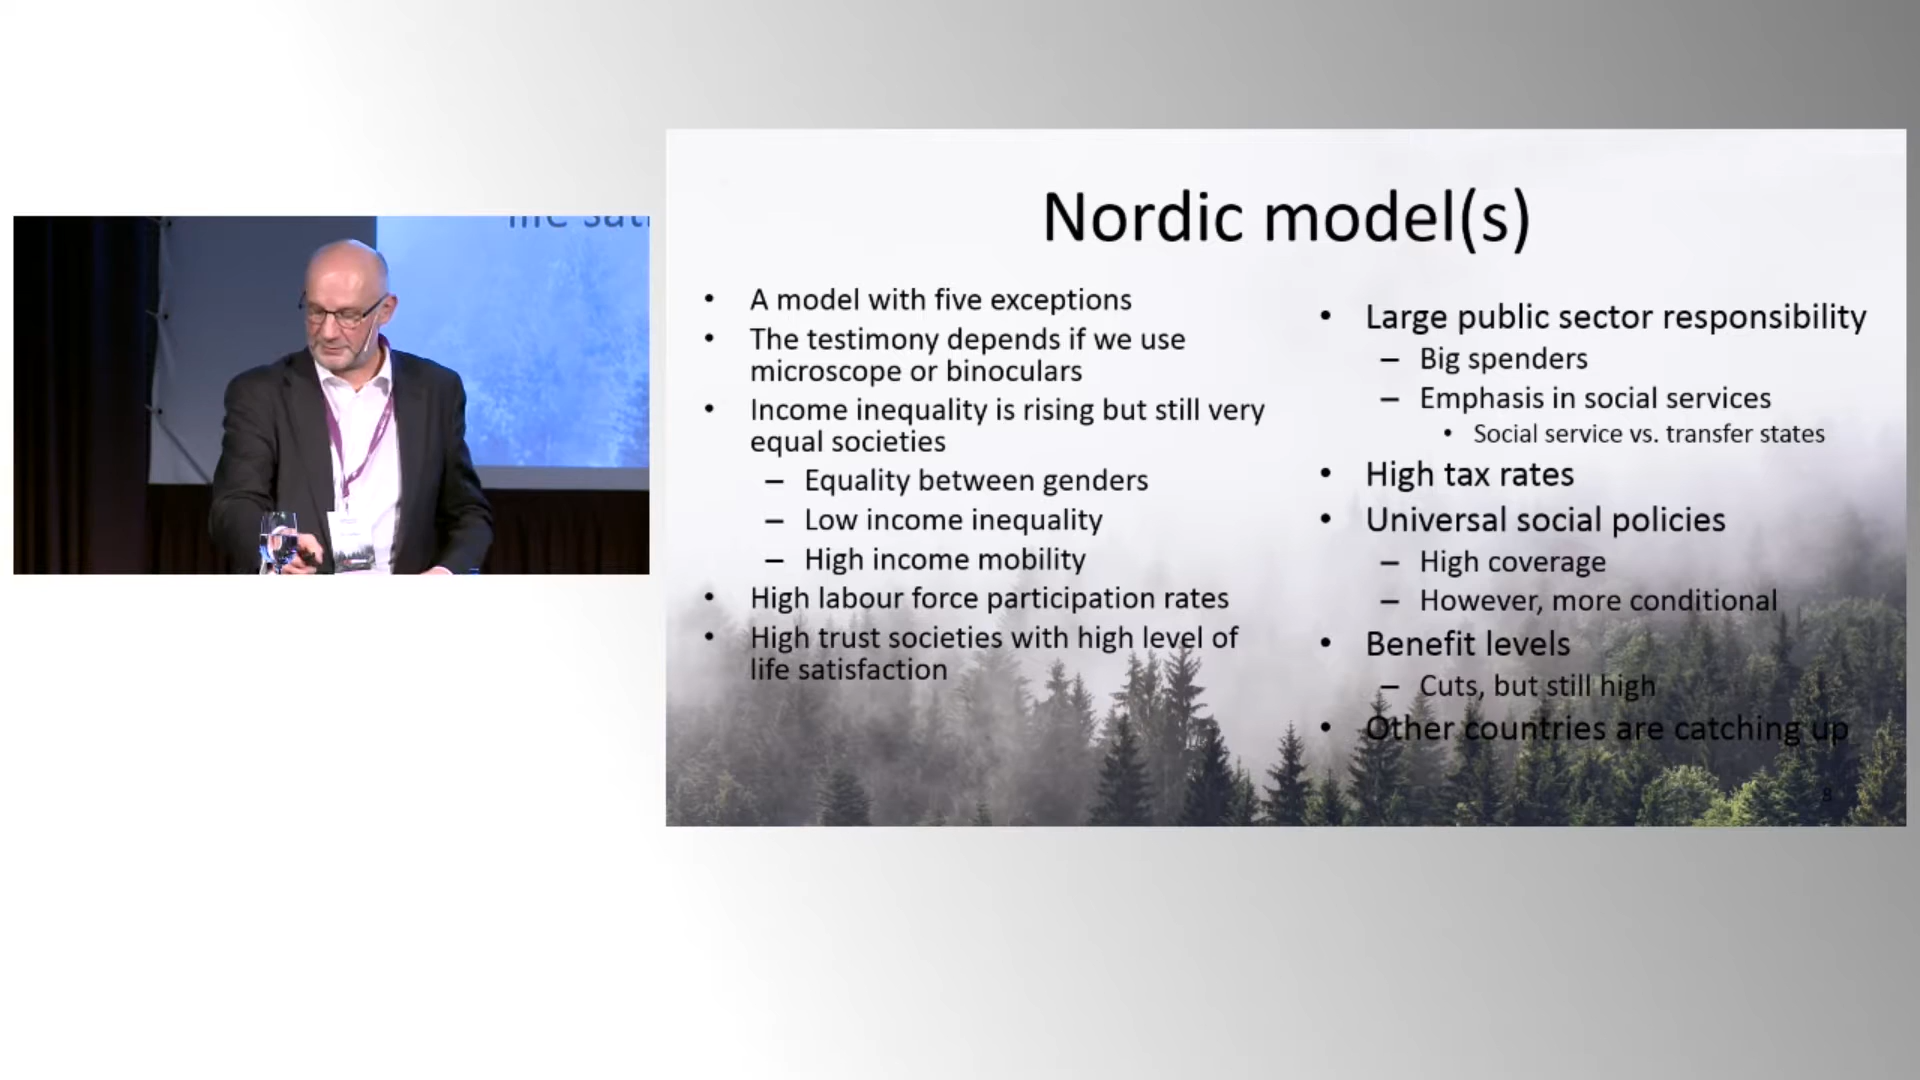 life sat
Nordic model(s)
• A model with five exceptions
• The testimony depends if we use
microscope or binoculars
• Income inequality is rising but still very
equal societies
– Equality between genders
– Low income inequality
– High income mobility
• High labour force participation rates
• High trust societies with high level of
life satisfaction
• Large public sector responsibility
– Big spenders
– Emphasis in social services
• Social service vs. transfer states
• High tax rates
• Universal social policies
– High coverage
– However, more conditional
• Benefit levels
– Cuts, but still high
• Other countries are catching up
8